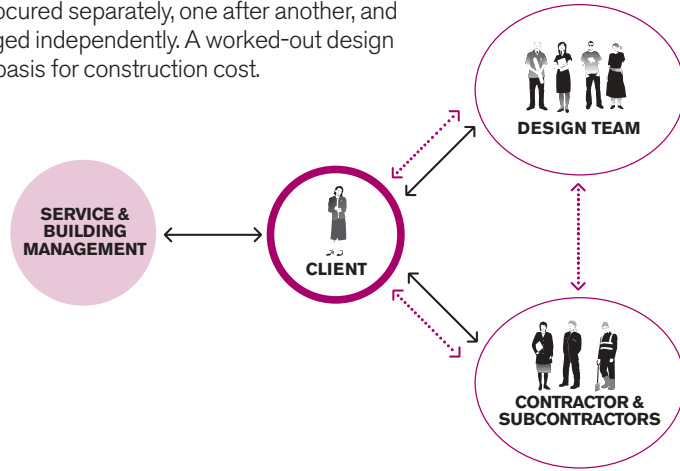 ocured separately, one after another, and
ged independently. A worked-out design
basis for construction cost.
DESIGN TEAM
SERVICE &
BUILDING
MANAGEMENT
CLIENT
CONTRACTOR &
SUBCONTRACTORS